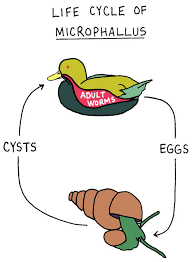 LIFE CYCLE OF
MICROPHALLUS
ADULT
WORMS
CYSTS
EGGS